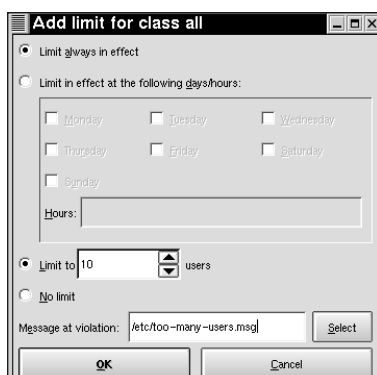 Add limit for class all
Limit always in effect
Limit in effect at the following days/hours:
Monday Tuesday Wednesday
Thursday Friday Saturday
Sunday
Hours:
Limit to 10 users
No limit
Message at violation: /etc/too-many-users.msg Select
OK Cancel